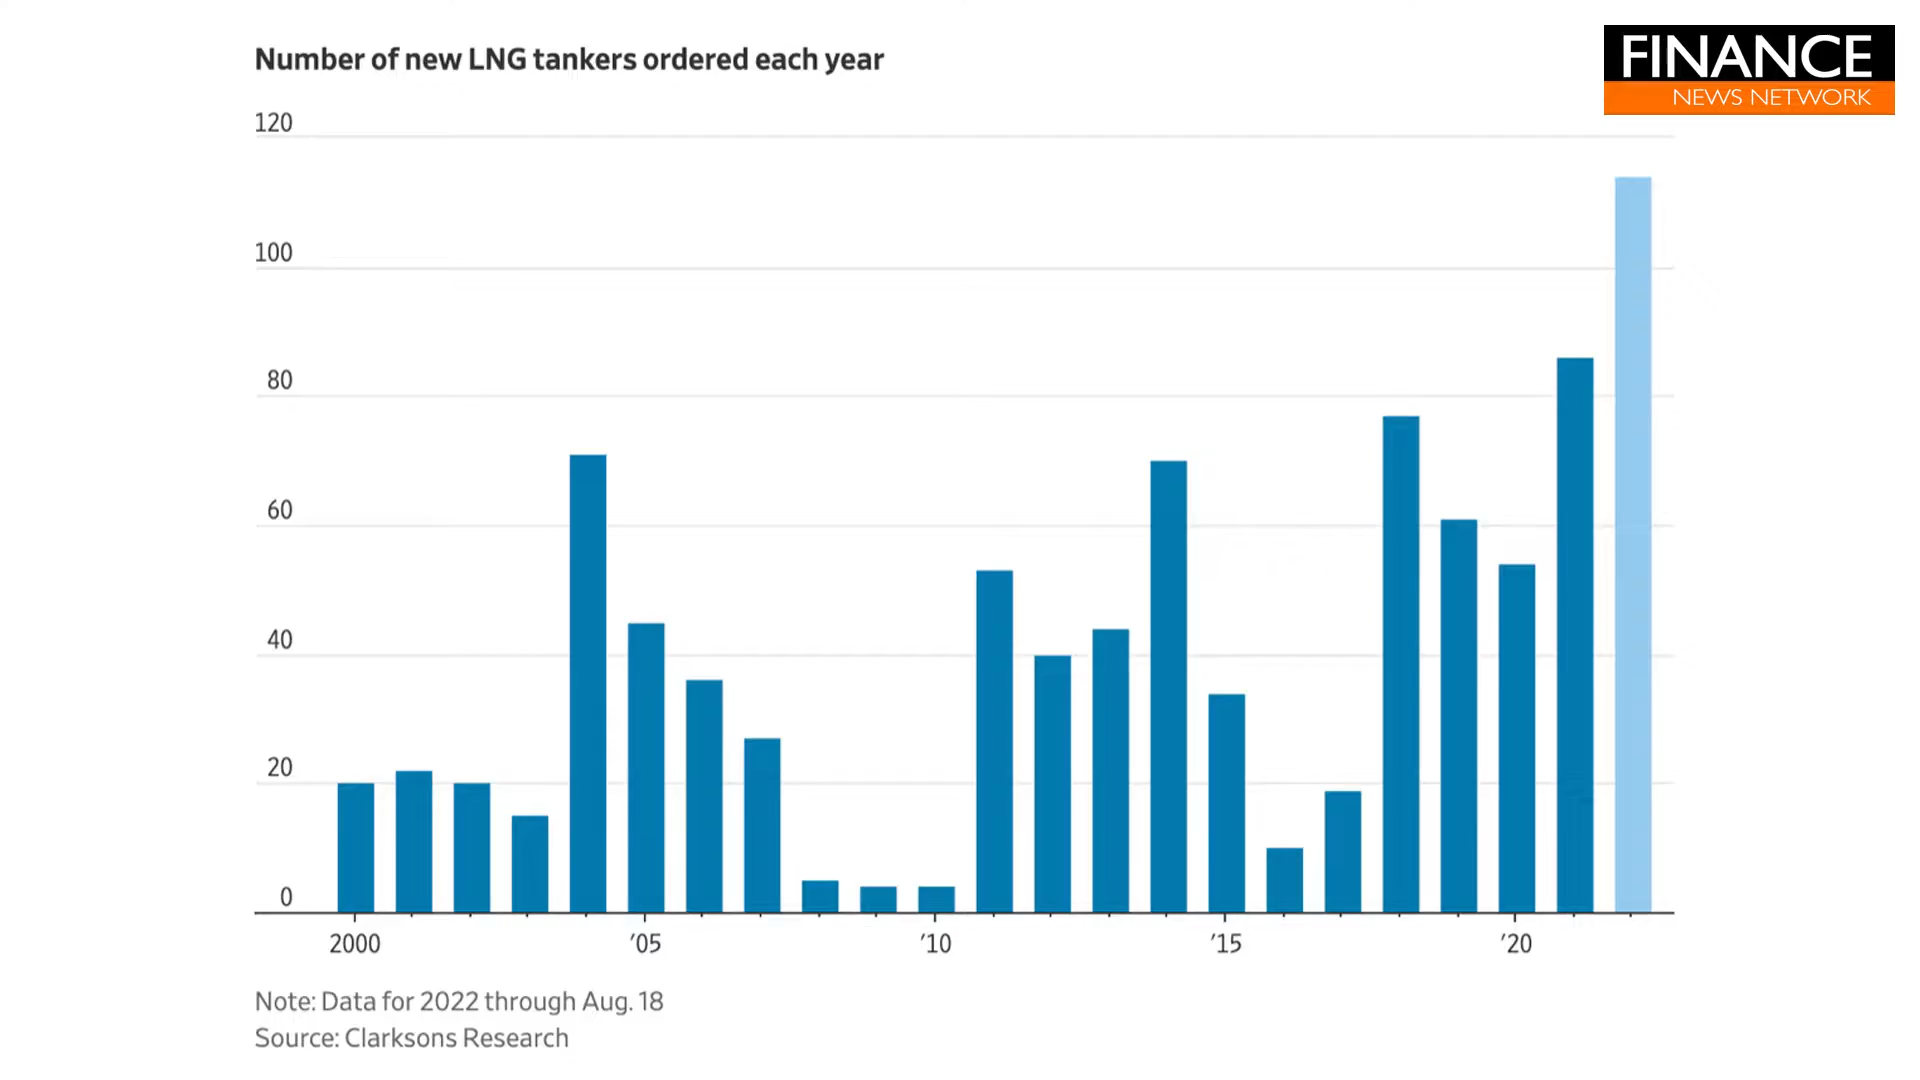 Number of new LNG tankers ordered each year
FINANCE
NEWS NETWORK
120
100
80
60
40
20
0
2000
'05
'10
'15
'20
Note: Data for 2022 through Aug. 18
Source: Clarksons Research